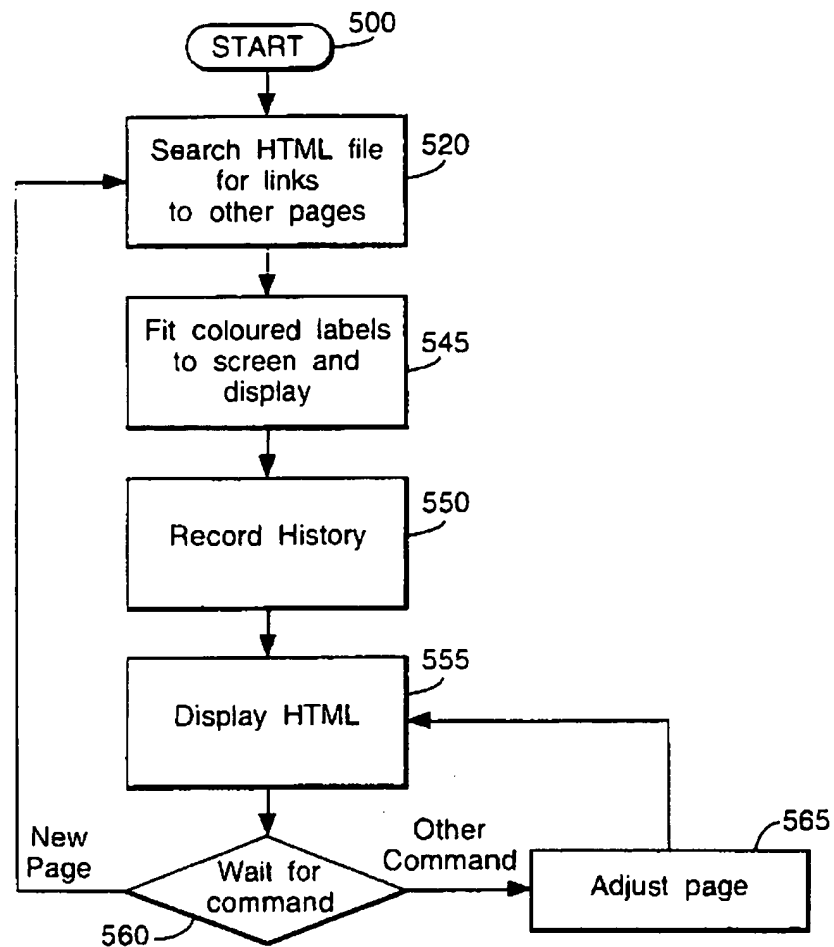 START
500
Search HTML file
for links
to other pages
520
Fit coloured labels
to screen and
display
545
Record History
550
Display HTML
555
New
Page
Wait for
command
560
Other
Command
Adjust page
565